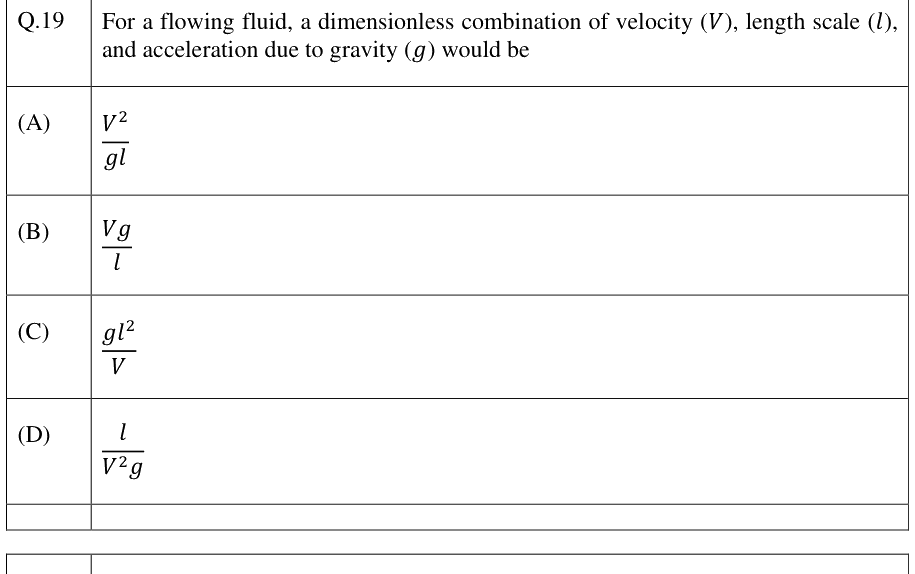 Q.19 For a flowing fluid, a dimensionless combination of velocity (V), length scale (l),
and acceleration due to gravity (g) would be
(A) V²/gl
(B) Vg/l
(C) gl²/V
(D) l/V²g